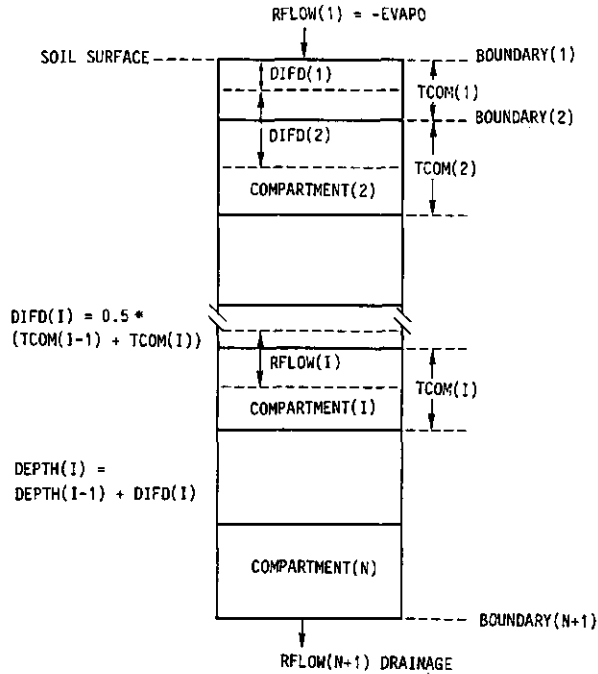 RFLOW(1) = -EVAPO
SOIL SURFACE
BOUNDARY(1)
DIFD(1)
TCOM(1)
BOUNDARY(2)
DIFD(2)
TCOM(2)
COMPARTMENT(2)
DIFD(I) = 0.5 *
(TCOM(I-1) + TCOM(I))
RFLOW(I)
TCOM(I)
COMPARTMENT(I)
DEPTH(I) =
DEPTH(I-1) + DIFD(I)
COMPARTMENT(N)
BOUNDARY(N+1)
RFLOW(N+1) DRAINAGE